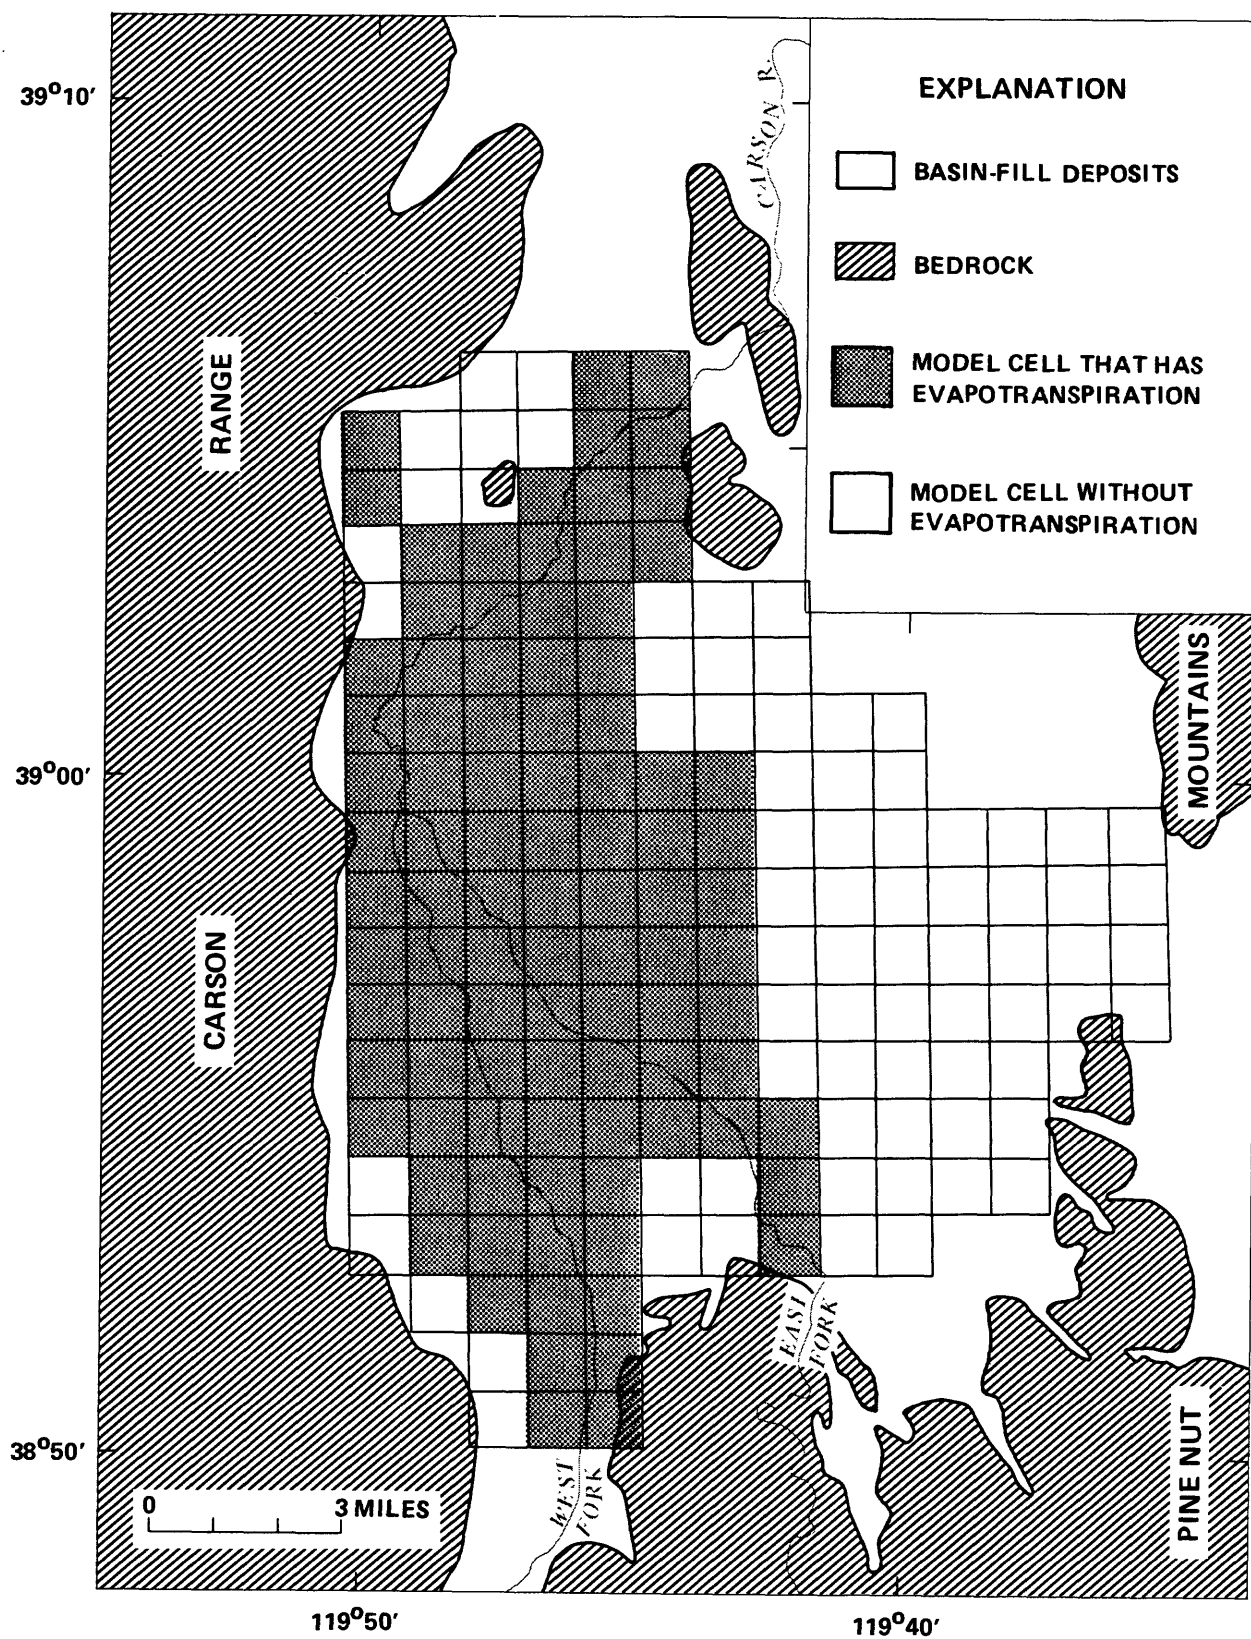 39°10'
39°00'
38°50'
119°50'
119°40'
EXPLANATION
BASIN-FILL DEPOSITS
BEDROCK
MODEL CELL THAT HAS
EVAPOTRANSPIRATION
MODEL CELL WITHOUT
EVAPOTRANSPIRATION
CARSON R.
CARSON
RANGE
PINE NUT
MOUNTAINS
EAST
FORK
WEST
FORK
0
3 MILES